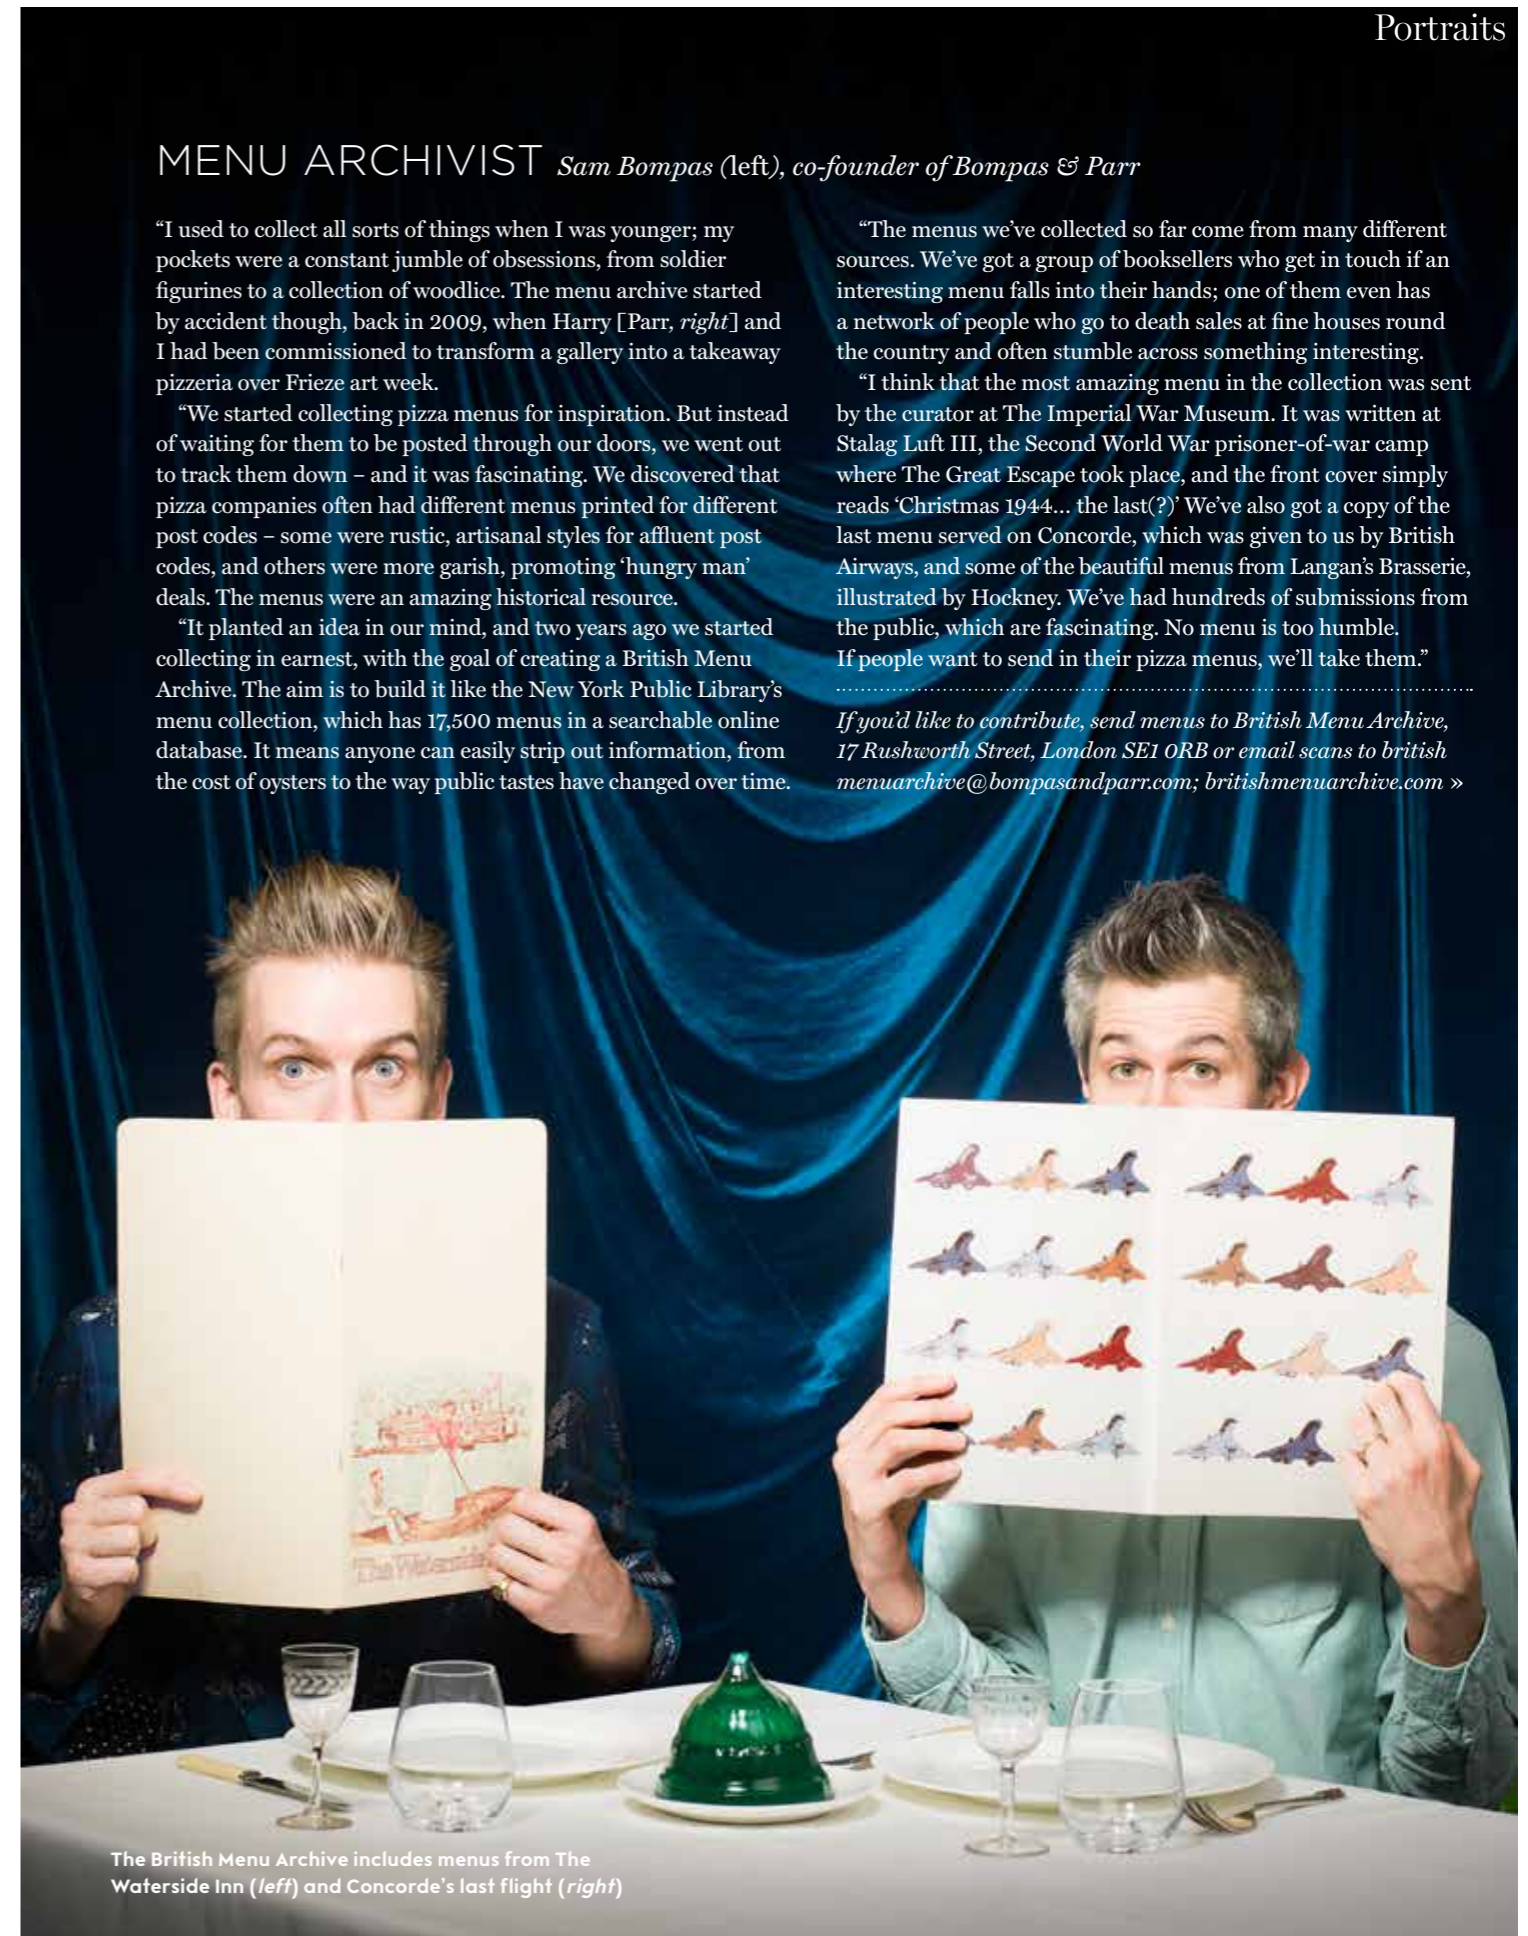 Portraits
MENU ARCHIVIST Sam Bompas (left), co-founder of Bompas & Parr
“I used to collect all sorts of things when I was younger; my
pockets were a constant jumble of obsessions, from soldier
figurines to a collection of woodlice. The menu archive started
by accident though, back in 2009, when Harry [Parr, right] and
I had been commissioned to transform a gallery into a takeaway
pizzeria over Frieze art week.
“We started collecting pizza menus for inspiration. But instead
of waiting for them to be posted through our doors, we went out
to track them down – and it was fascinating. We discovered that
pizza companies often had different menus printed for different
post codes – some were rustic, artisanal styles for affluent post
codes, and others were more garish, promoting ‘hungry man’
deals. The menus were an amazing historical resource.
“It planted an idea in our mind, and two years ago we started
collecting in earnest, with the goal of creating a British Menu
Archive. The aim is to build it like the New York Public Library’s
menu collection, which has 17,500 menus in a searchable online
database. It means anyone can easily strip out information, from
the cost of oysters to the way public tastes have changed over time.
“The menus we’ve collected so far come from many different
sources. We’ve got a group of booksellers who get in touch if an
interesting menu falls into their hands; one of them even has
a network of people who go to death sales at fine houses round
the country and often stumble across something interesting.
“I think that the most amazing menu in the collection was sent
by the curator at The Imperial War Museum. It was written at
Stalag Luft III, the Second World War prisoner-of-war camp
where The Great Escape took place, and the front cover simply
reads ‘Christmas 1944... the last(?)’ We’ve also got a copy of the
last menu served on Concorde, which was given to us by British
Airways, and some of the beautiful menus from Langan’s Brasserie,
illustrated by Hockney. We’ve had hundreds of submissions from
the public, which are fascinating. No menu is too humble.
If people want to send in their pizza menus, we’ll take them.”
If you’d like to contribute, send menus to British Menu Archive,
17 Rushworth Street, London SE1 0RB or email scans to british
menuarchive@bompasandparr.com; britishmenuarchive.com »
The
The British Menu Archive includes menus from The
Waterside Inn (left) and Concorde’s last flight (right)